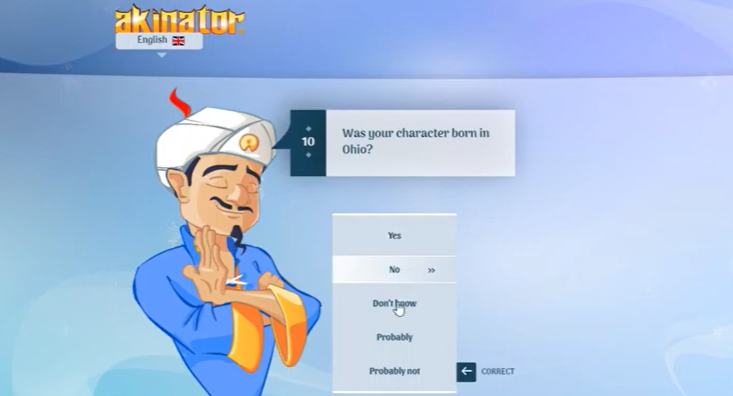 akinator
English
10
Was your character born in
Ohio?
Yes
No »
Don't know
Probably
Probably not
CORRECT